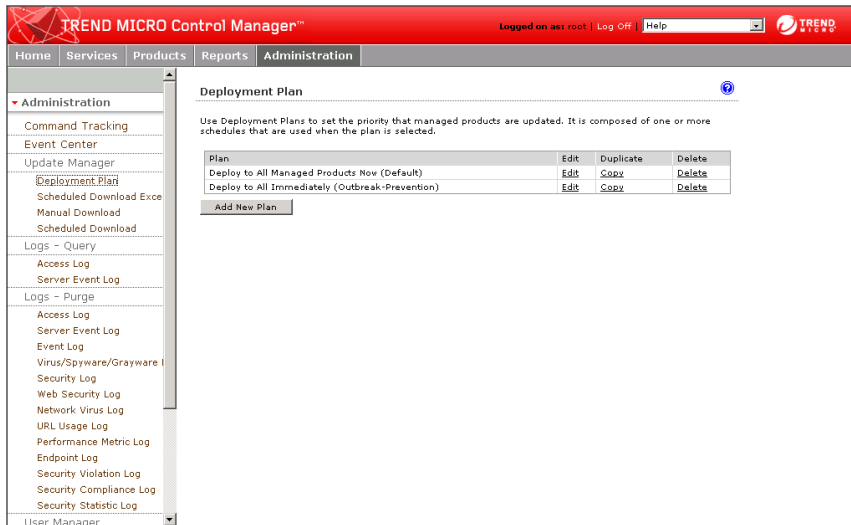 TREND MICRO Control Manager™
Logged on as: root | Log Off | Help
TREND MICRO
Home Services Products Reports Administration
Administration
Command Tracking
Event Center
Update Manager
Deployment Plan
Scheduled Download Exce
Manual Download
Scheduled Download
Logs - Query
Access Log
Server Event Log
Logs - Purge
Access Log
Server Event Log
Event Log
Virus/Spyware/Grayware
Security Log
Web Security Log
Network Virus Log
URL Usage Log
Performance Metric Log
Endpoint Log
Security Violation Log
Security Compliance Log
Security Statistic Log
User Manager
Deployment Plan
Use Deployment Plans to set the priority that managed products are updated. It is composed of one or more
schedules that are used when the plan is selected.
Plan Edit Duplicate Delete
Deploy to All Managed Products Now (Default) Edit Copy Delete
Deploy to All Immediately (Outbreak-Prevention) Edit Copy Delete
Add New Plan